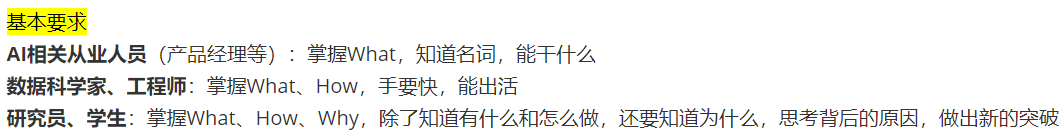 基本要求
AI相关从业人员（产品经理等）：掌握What，知道名词，能干什么
数据科学家、工程师：掌握What、How，手要快，能出活
研究员、学生：掌握What、How、Why，除了知道有什么和怎么做，还要知道为什么，思考背后的原因，做出新的突破